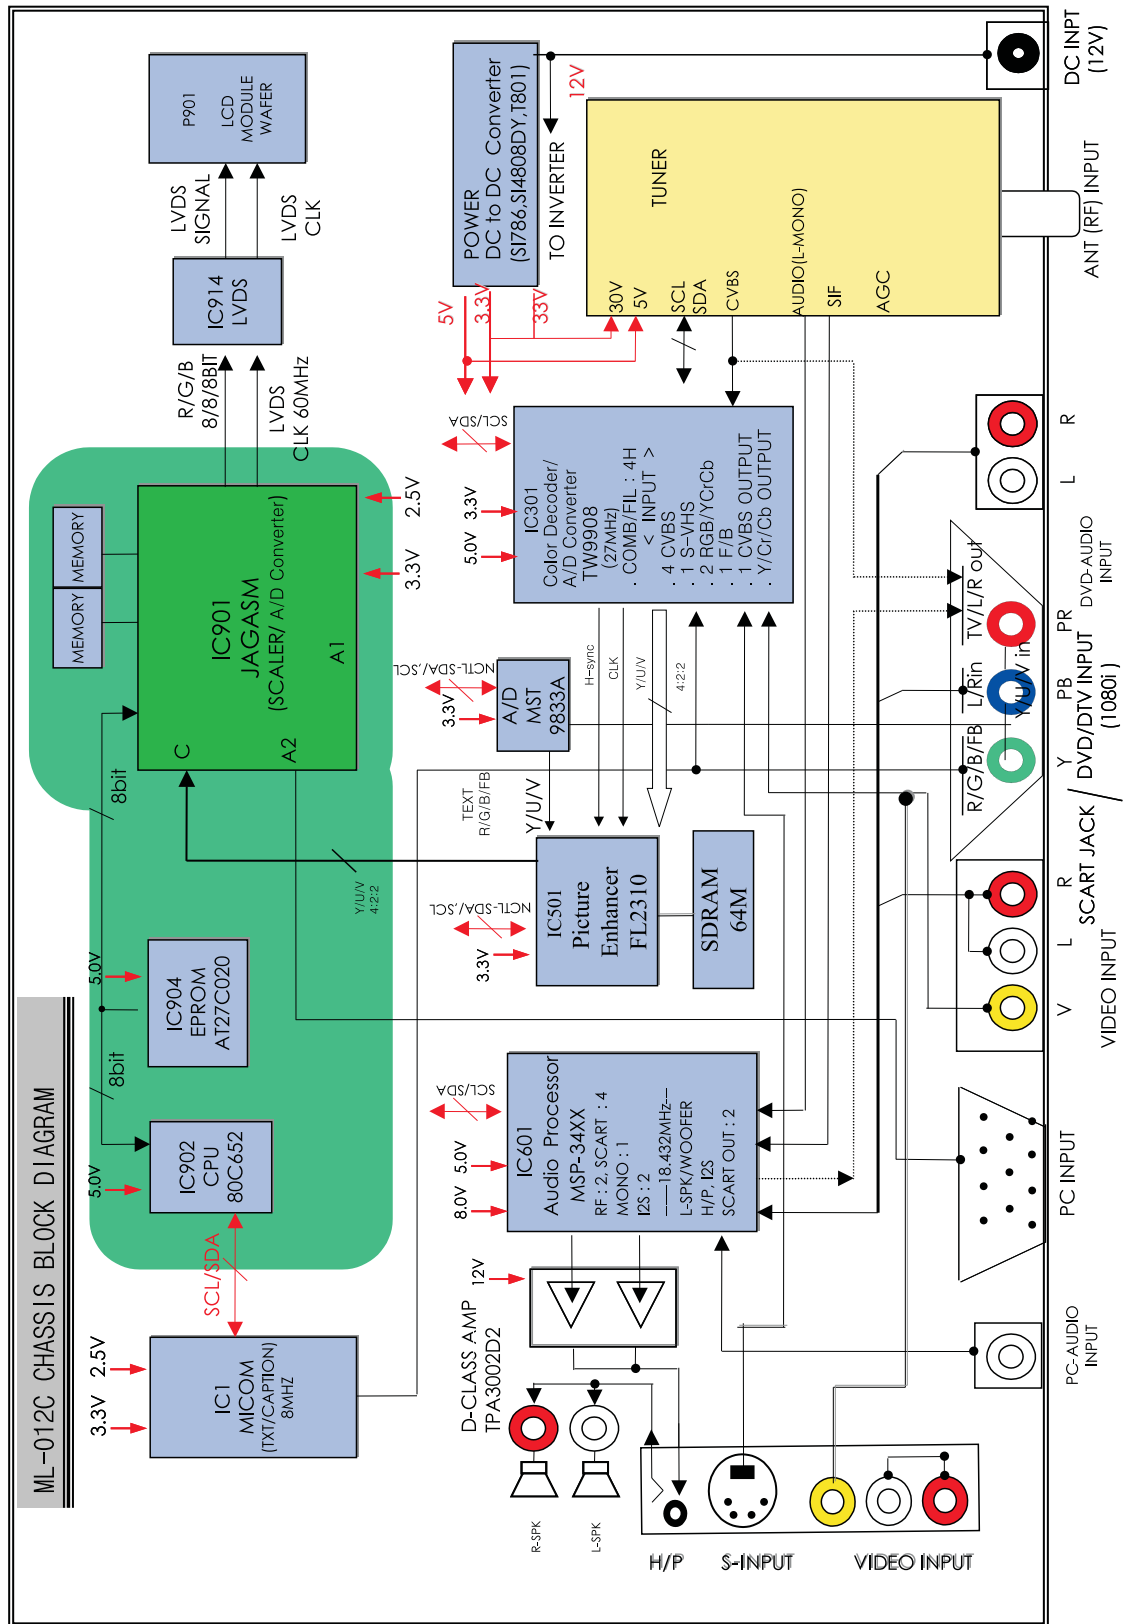 ML-012C CHASSIS BLOCK DIAGRAM
3.3V
2.5V
IC1
MICOM
(TXT/CAPTION)
8MHZ
SCL/SDA
5.0V
IC902
CPU
80C652
8bit
5.0V
IC904
EPROM
AT27C020
8bit
MEMORY
MEMORY
C
IC901
JAGASM
(SCALER/ A/D Converter)
A2
A1
3.3V
2.5V
Y/U/V
4:2:2
R/G/B
8/8/8BIT
LVDS
CLK 60MHz
IC914
LVDS
LVDS
SIGNAL
LVDS
CLK
P901
LCD
MODULE
WAFER
D-CLASS AMP
TPA3002D2
12V
R-SPK
L-SPK
8.0V
5.0V
SCL/SDA
IC601
Audio Processor
MSP-34XX
RF : 2, SCART : 4
MONO : 1
I2S : 2
-----18.432MHz---
L-SPK/WOOFER
H/P, I2S
SCART OUT : 2
3.3V
NCTL-SDA/,SCL
IC501
Picture
Enhancer
FL2310
SDRAM
64M
TEXT
R/G/B/FB
Y/U/V
3.3V
NCTL-SDA/,SCL
A/D
MST
9833A
H-sync
CLK
Y/U/V
4:2:2
5.0V
3.3V
SCL/SDA
IC301
Color Decoder/
A/D Converter
TW9908
(27MHz)
. COMB/FIL : 4H
< INPUT >
. 4 CVBS
. 1 S-VHS
. 2 RGB/YCrCb
. 1 F/B
. 1 CVBS OUTPUT
. Y/Cr/Cb OUTPUT
5V
3.3V
33V
POWER
DC to DC Converter
(SI786,SI4808DY,T801)
12V
TO INVERTER
30V
5V
SCL
SDA
CVBS
AUDIO(L-MONO)
SIF
AGC
TUNER
H/P
S-INPUT
VIDEO INPUT
PC-AUDIO
INPUT
PC INPUT
V
L
R
VIDEO INPUT
R/G/B/FB
L/Rin
TV/L/R out
Y/U/V in
Y
PB
PR
SCART JACK / DVD/DTV INPUT
(1080i)
DVD-AUDIO
INPUT
L
R
ANT (RF) INPUT
DC INPT
(12V)